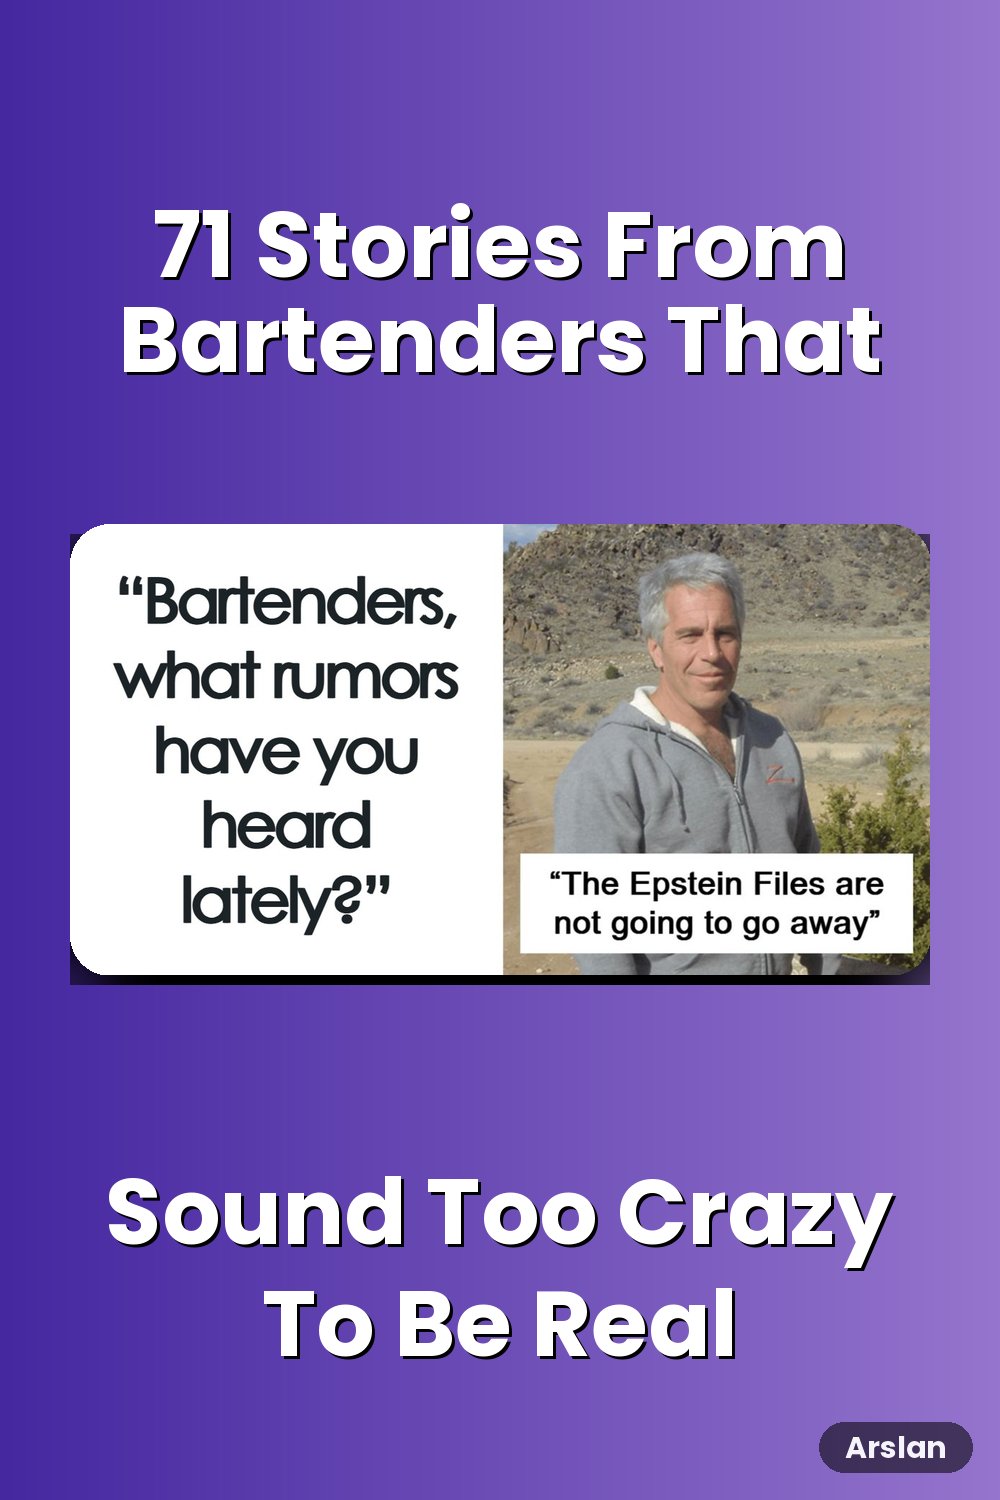 71 Stories From
Bartenders That
“Bartenders,
what rumors
have you
heard
lately?”
“The Epstein Files are
not going to go away”
Sound Too Crazy
To Be Real
Arslan